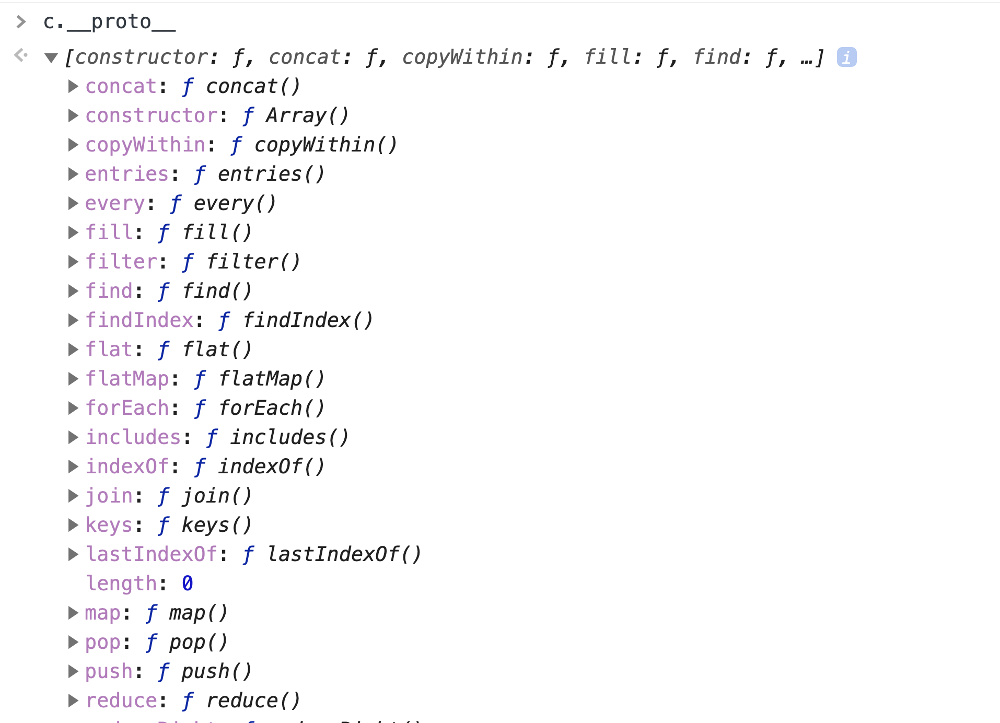 > c.__proto__
[constructor: ƒ, concat: ƒ, copyWithin: ƒ, fill: ƒ, find: ƒ, …] i
concat: ƒ concat()
constructor: ƒ Array()
copyWithin: ƒ copyWithin()
entries: ƒ entries()
every: ƒ every()
fill: ƒ fill()
filter: ƒ filter()
find: ƒ find()
findIndex: ƒ findIndex()
flat: ƒ flat()
flatMap: ƒ flatMap()
forEach: ƒ forEach()
includes: ƒ includes()
indexOf: ƒ indexOf()
join: ƒ join()
keys: ƒ keys()
lastIndexOf: ƒ lastIndexOf()
length: 0
map: ƒ map()
pop: ƒ pop()
push: ƒ push()
reduce: ƒ reduce()